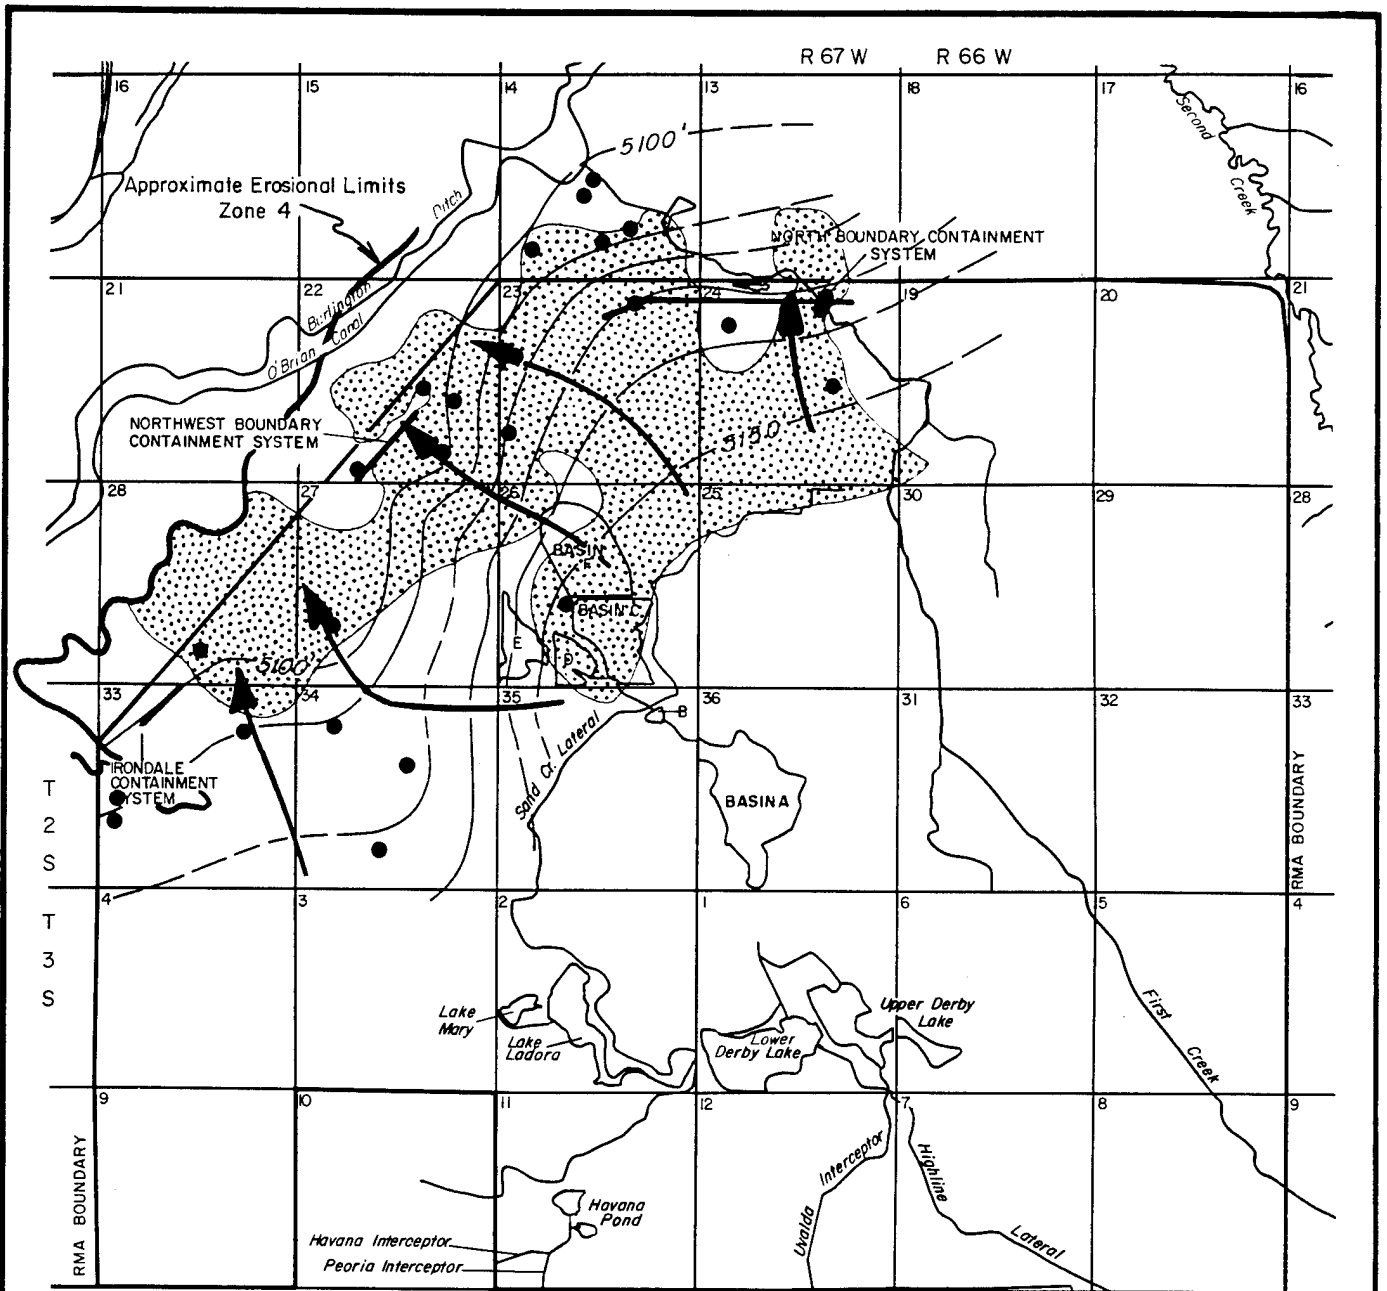 R 67 W R 66 W
16 15 14 13 18 17 16
Second
Creek
5100'
Approximate Erosional Limits
Zone 4
Ditch
NORTH BOUNDARY CONTAINMENT
SYSTEM
21 22 23 24 19 20 21
Burlington
O'Brian Canal
NORTHWEST BOUNDARY
CONTAINMENT SYSTEM
5150'
28 27 26 25 30 29 28
BASIN
F
BASIN C
E
D
5100'
33 34 35 36 31 32 33
B
Sand Cr. Lateral
IRONDALE
CONTAINMENT
SYSTEM
BASIN A
T
2
S
RMA BOUNDARY
4 3 2 1 6 5 4
T
3
S
Lake
Mary
Lake
Ladora
Lower
Derby Lake
Upper Derby
Lake
First
Creek
9 10 11 12 7 8 9
RMA BOUNDARY
Uvalda Interceptor
Highline
Lateral
Havana
Pond
Havana Interceptor
Peoria Interceptor